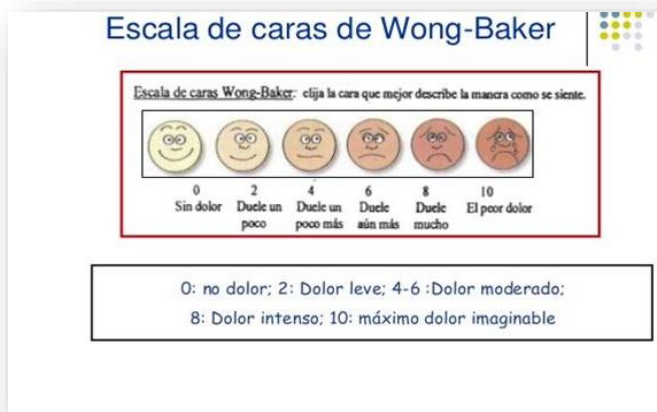 Escala de caras de Wong-Baker
Escala de caras Wong-Baker: elija la cara que mejor describe la manera como se siente.
0 2 4 6 8 10
Sin dolor Duele un Duele un Duele Duele El peor dolor
poco poco más aún más mucho
0: no dolor; 2: Dolor leve; 4-6 :Dolor moderado;
8: Dolor intenso; 10: máximo dolor imaginable